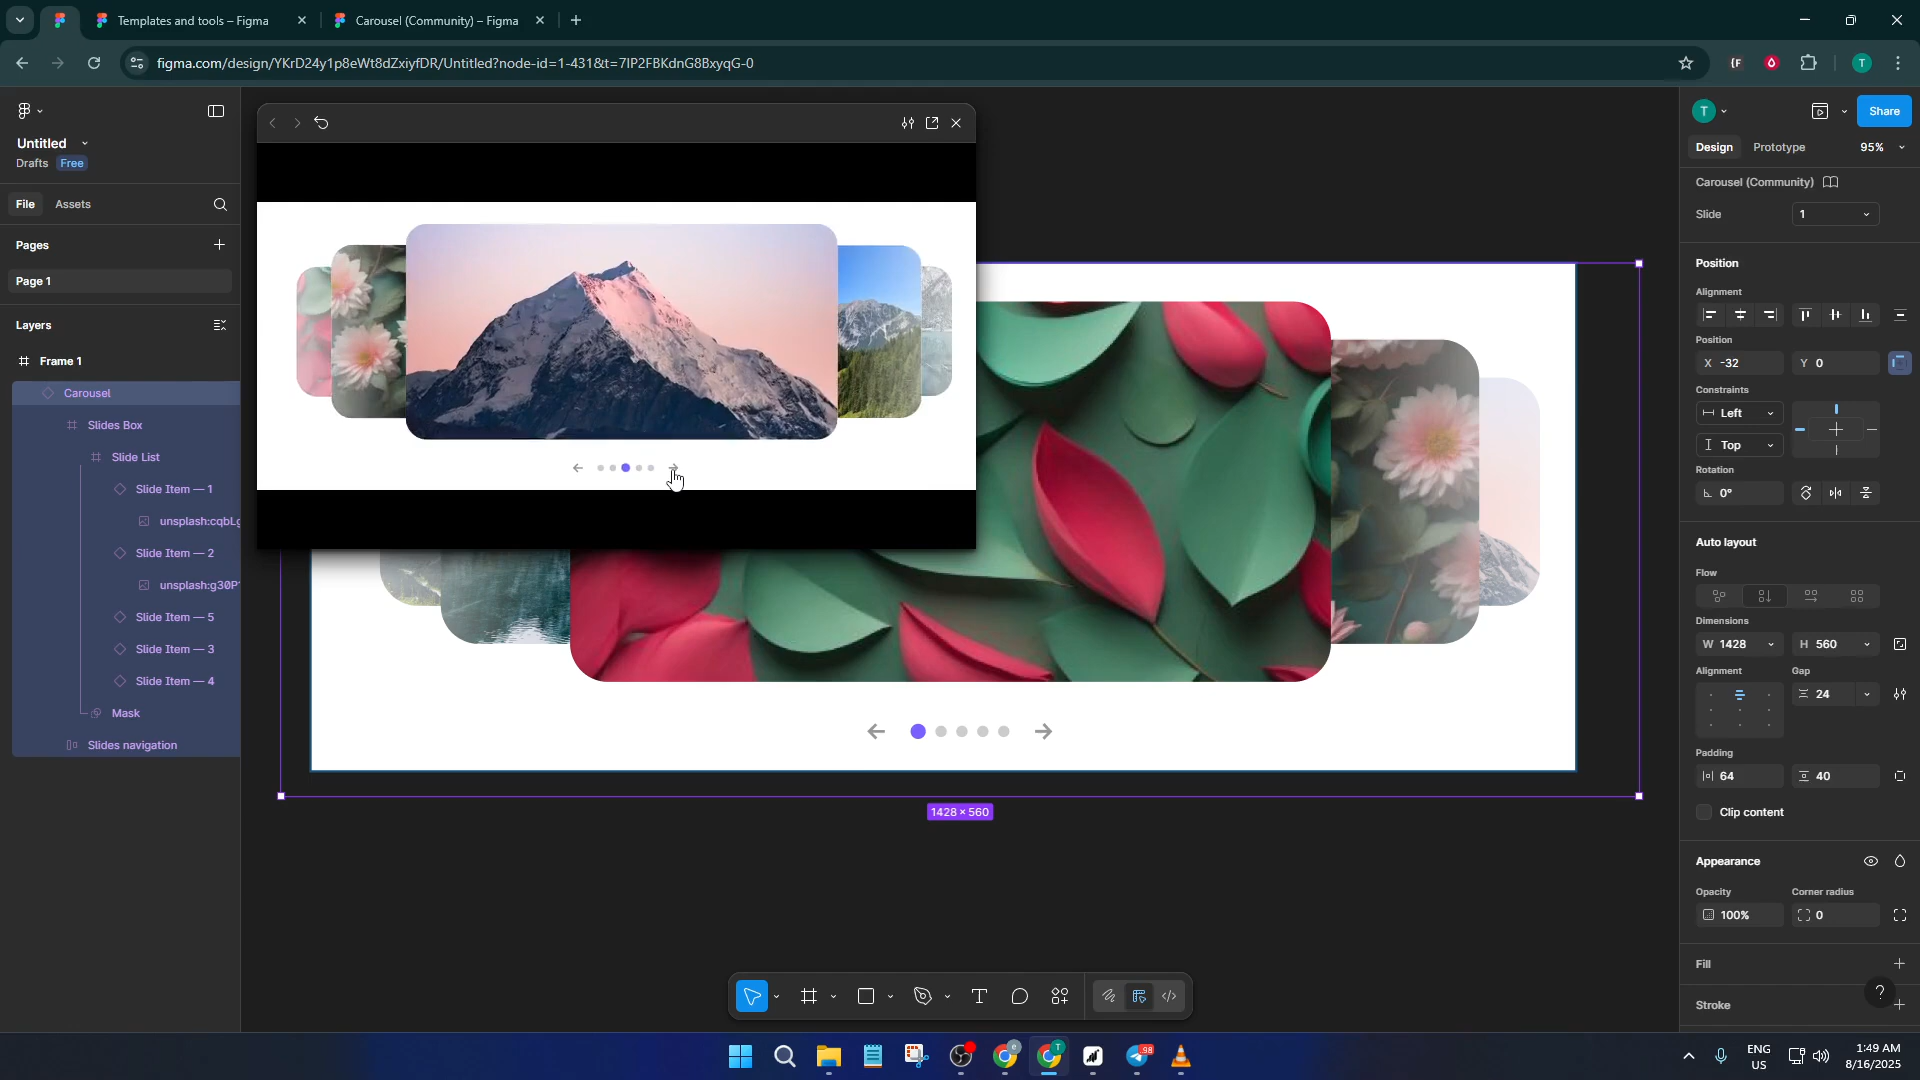 Templates and tools – Figma
Carousel (Community) – Figma
figma.com/design/YKrD24y1p8eWt8dZxiyfDR/Untitled?node-id=1-431&t=7IP2FBKdnG8BxyqG-0
T
Untitled
Drafts Free
T
Share
Design Prototype 95%
File Assets
Carousel (Community)
Slide 1
Pages
Page 1
Layers
Frame 1
Carousel
Slides Box
Slide List
Slide Item — 1
unsplash:cqbLg
Slide Item — 2
unsplash:g30P
Slide Item — 5
Slide Item — 3
Slide Item — 4
Mask
Slides navigation
1428 × 560
Position
Alignment
Position
X -32 Y 0
Constraints
Left
Top
Rotation
0°
Auto layout
Flow
Dimensions
W 1428 H 560
Alignment Gap
24
Padding
64 40
Clip content
Appearance
Opacity Corner radius
100% 0
Fill
Stroke
?
98
ENG
US
1:49 AM
8/16/2025